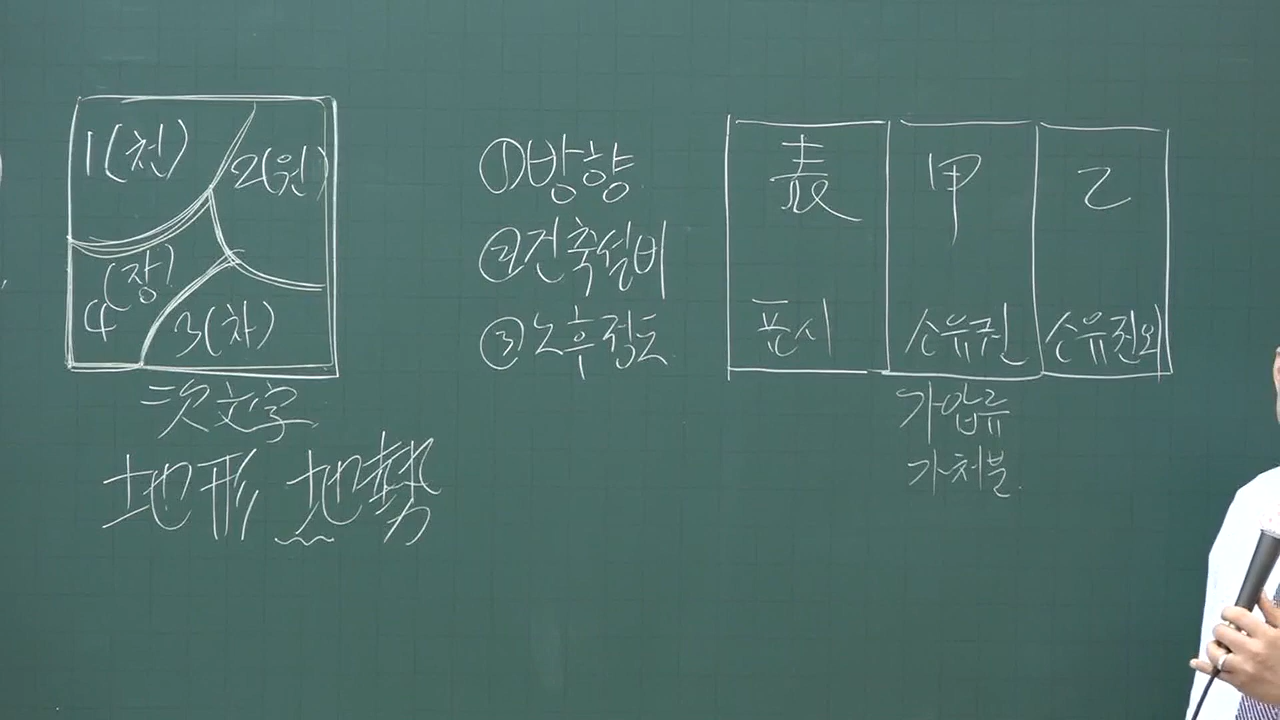 1(천)
2(원)
4(장)
3(차)
二次文字
地形 地勢
①방향
②건축설비
③노후정도
表
甲
乙
표시
소유권
소유권외
가압류
가처분